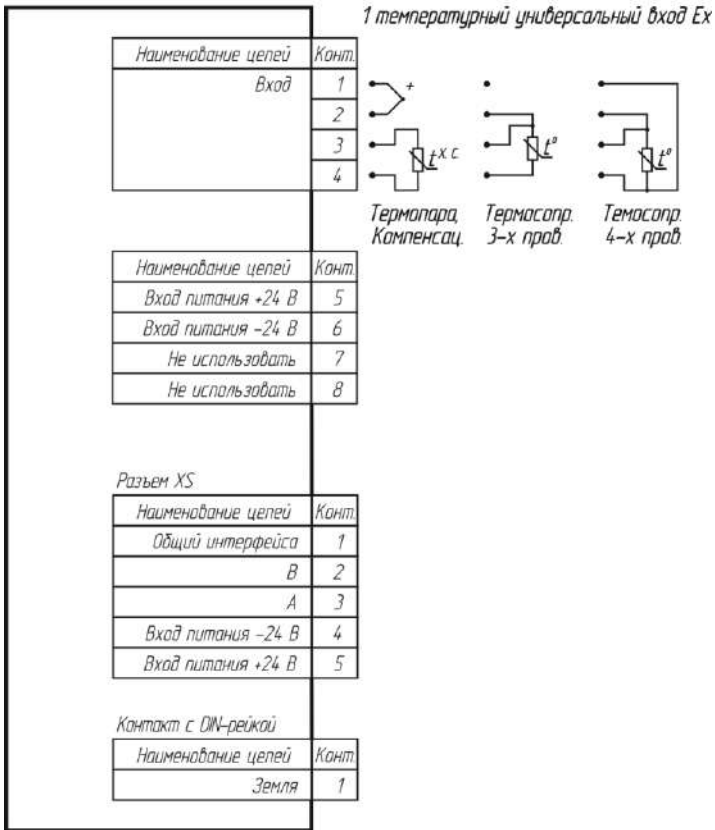 1 температурный универсальный вход Ex
Наименование цепей Конт.
Вход 1
+
2
3
4
t х.с.
t°
t°
Термопара, Компенсац.
Термосопр. 3-х пров.
Темосопр. 4-х пров.
Наименование цепей Конт.
Вход питания +24 В 5
Вход питания -24 В 6
Не использовать 7
Не использовать 8
Разъем XS
Наименование цепей Конт.
Общий интерфейса 1
B 2
A 3
Вход питания -24 В 4
Вход питания +24 В 5
Контакт с DIN-рейкой
Наименование цепей Конт.
Земля 1